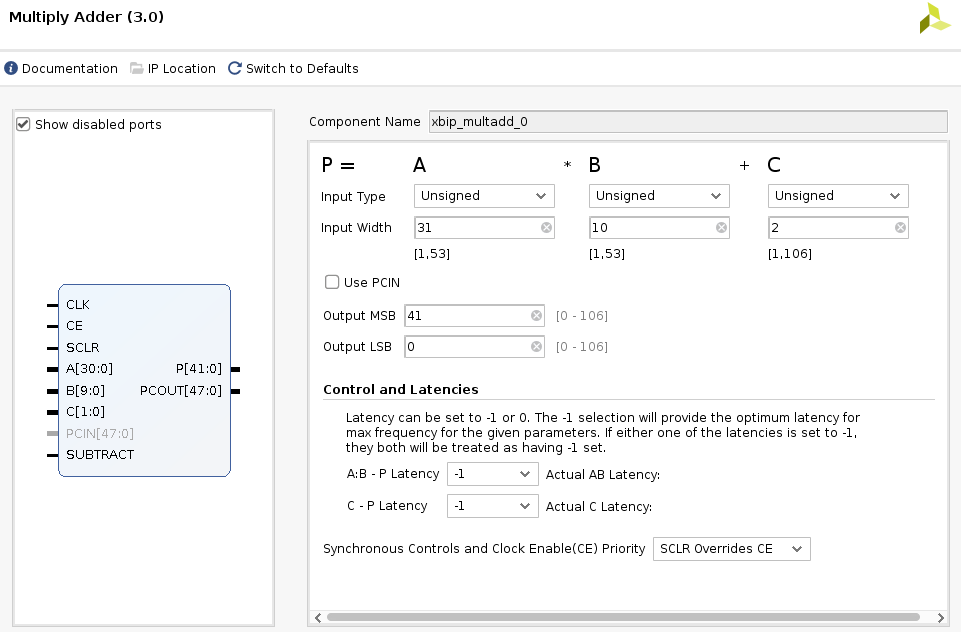 Multiply Adder (3.0)
Documentation IP Location Switch to Defaults
Show disabled ports
CLK
CE
SCLR
A[30:0] P[41:0]
B[9:0] PCOUT[47:0]
C[1:0]
PCIN[47:0]
SUBTRACT
Component Name xbip_multadd_0
P = A * B + C
Input Type Unsigned Unsigned Unsigned
Input Width 31 10 2
[1,53] [1,53] [1,106]
Use PCIN
Output MSB 41 [0 - 106]
Output LSB 0 [0 - 106]
Control and Latencies
Latency can be set to -1 or 0. The -1 selection will provide the optimum latency for
max frequency for the given parameters. If either one of the latencies is set to -1,
they both will be treated as having -1 set.
A:B - P Latency -1 Actual AB Latency:
C - P Latency -1 Actual C Latency:
Synchronous Controls and Clock Enable(CE) Priority SCLR Overrides CE